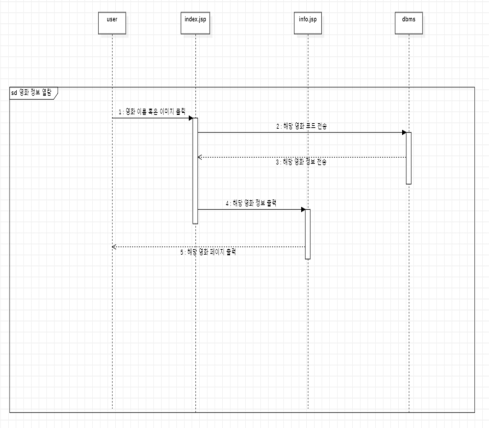 user
index.jsp
info.jsp
dbms
sd 영화 정보 열람
1 : 영화 이름 혹은 이미지 클릭
2 : 해당 영화 코드 전송
3 : 해당 영화 정보 전송
4 : 해당 영화 정보 출력
5 : 해당 영화 페이지 출력